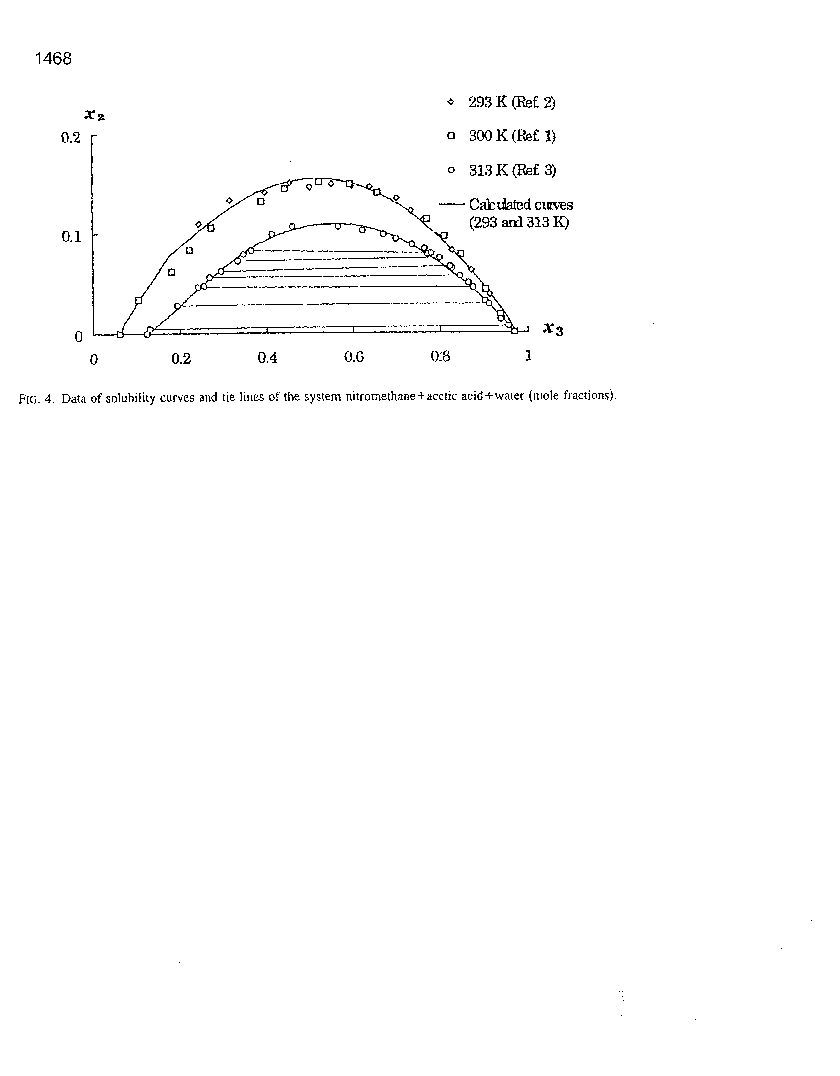 1468
x₂
293 K (Ref. 2)
0.2
300 K (Ref. 1)
313 K (Ref. 3)
Calculated curves
(293 and 313 K)
0.1
0
x₃
0 0.2 0.4 0.6 0.8 1
FIG. 4. Data of solubility curves and tie lines of the system nitromethane+acetic acid+water (mole fractions).